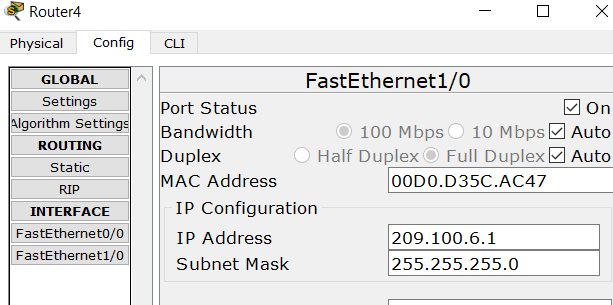 Router4
Physical Config CLI
GLOBAL
Settings
Algorithm Settings
ROUTING
Static
RIP
INTERFACE
FastEthernet0/0
FastEthernet1/0
FastEthernet1/0
Port Status On
Bandwidth 100 Mbps 10 Mbps Auto
Duplex Half Duplex Full Duplex Auto
MAC Address 00D0.D35C.AC47
IP Configuration
IP Address 209.100.6.1
Subnet Mask 255.255.255.0